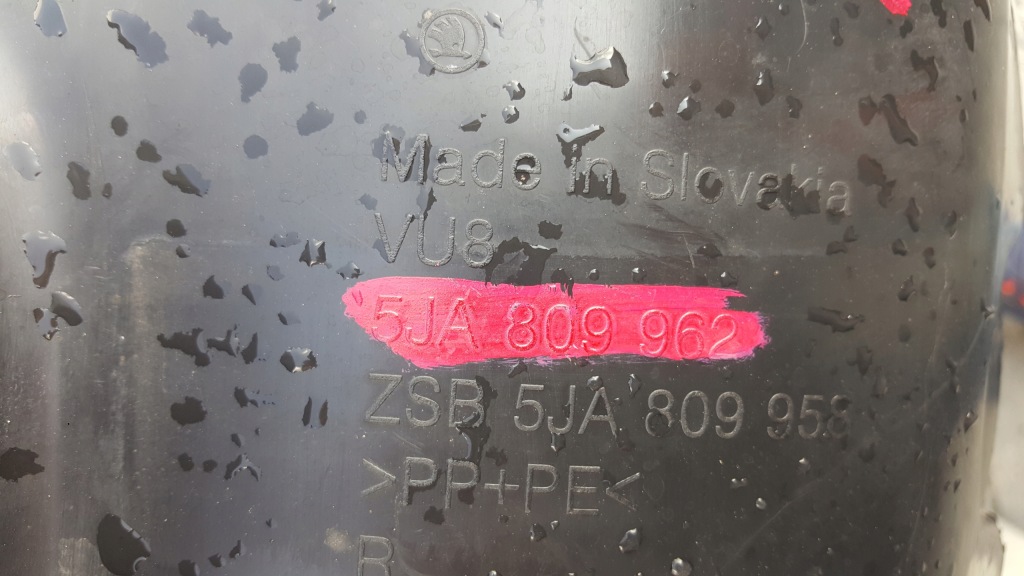 Made in Slovakia
VU8
5JA 809 962
ZSB 5JA 809 958
>PP+PE<
R